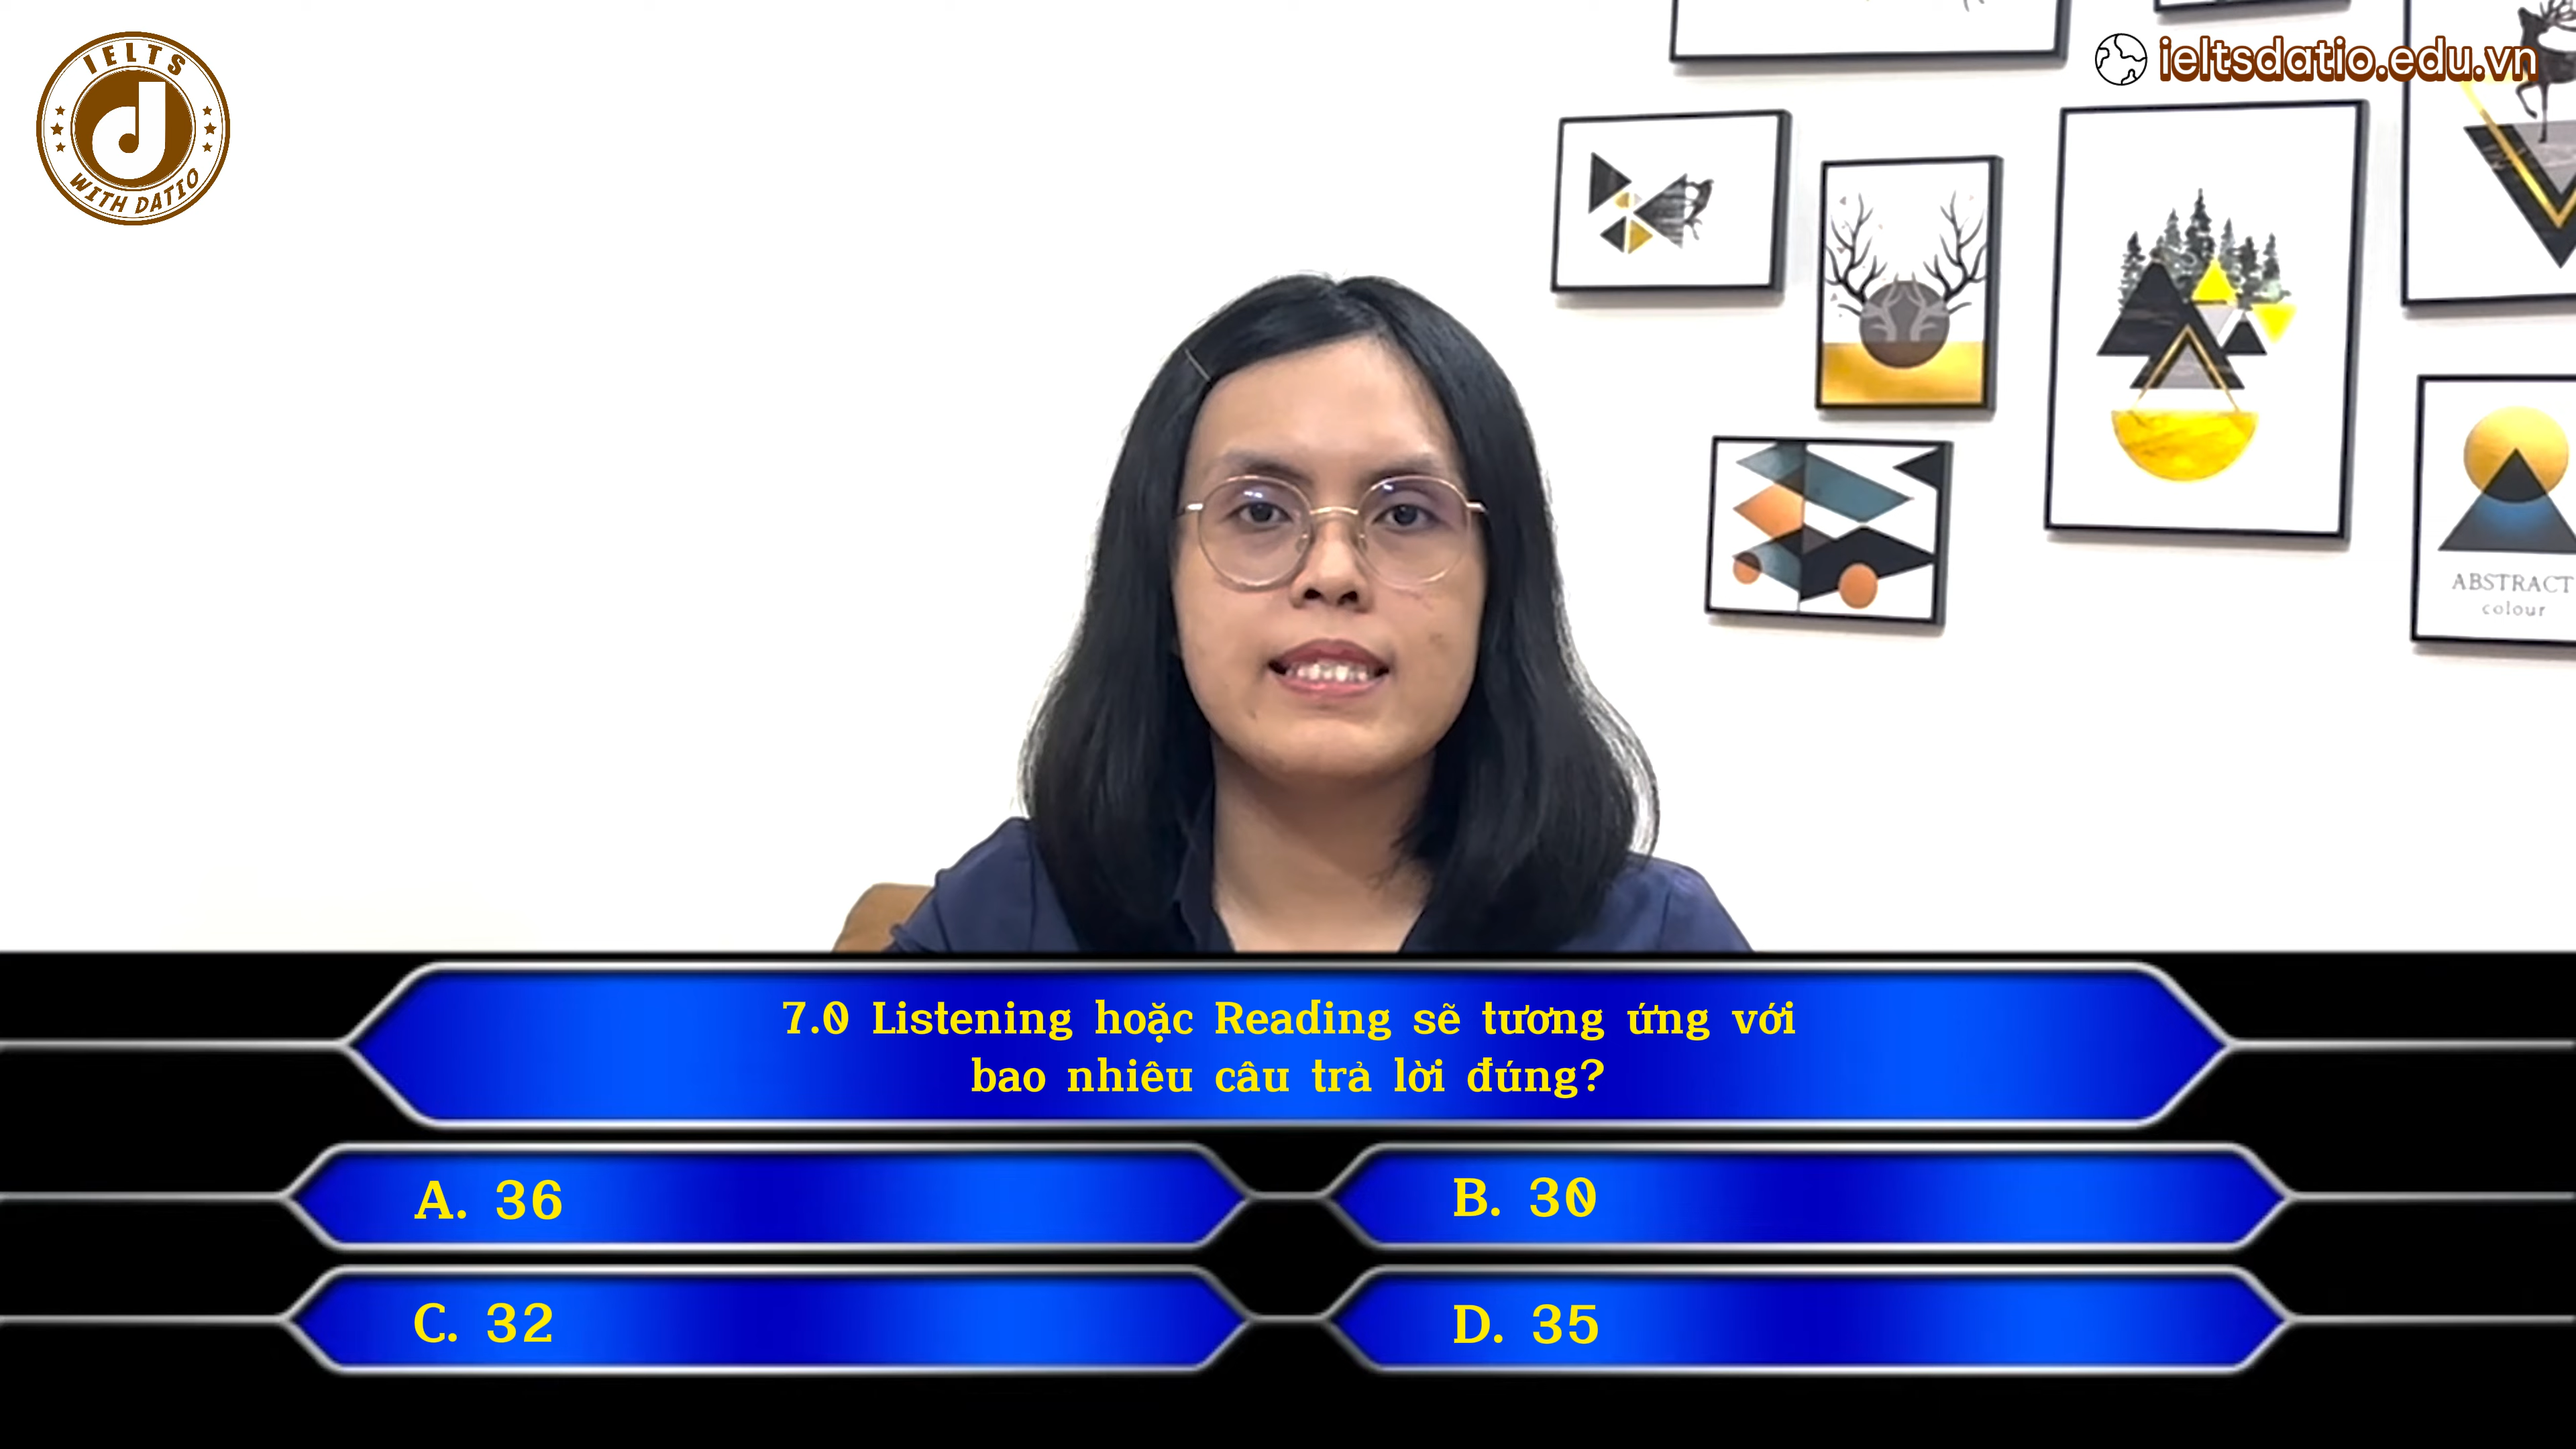 IELTS
WITH DATIO
ieltsdatio.edu.vn
ABSTRACT
colour
7.0 Listening hoặc Reading sẽ tương ứng với
bao nhiêu câu trả lời đúng?
A. 36
B. 30
C. 32
D. 35